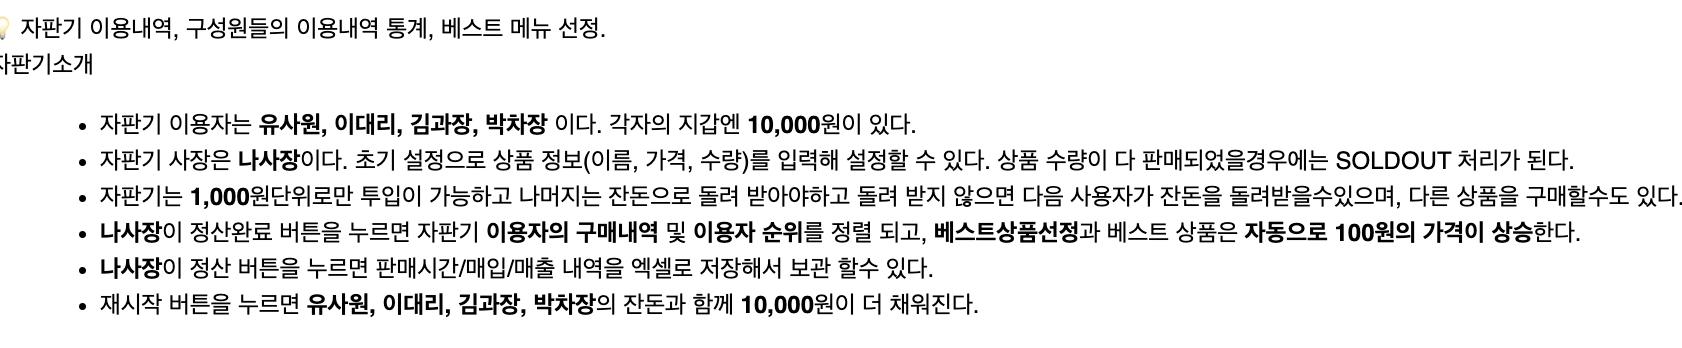 💡 자판기 이용내역, 구성원들의 이용내역 통계, 베스트 메뉴 선정.
자판기소개
• 자판기 이용자는 유사원, 이대리, 김과장, 박차장 이다. 각자의 지갑엔 10,000원이 있다.
• 자판기 사장은 나사장이다. 초기 설정으로 상품 정보(이름, 가격, 수량)를 입력해 설정할 수 있다. 상품 수량이 다 판매되었을경우에는 SOLDOUT 처리가 된다.
• 자판기는 1,000원단위로만 투입이 가능하고 나머지는 잔돈으로 돌려 받아야하고 돌려 받지 않으면 다음 사용자가 잔돈을 돌려받을수있으며, 다른 상품을 구매할수도 있다.
• 나사장이 정산완료 버튼을 누르면 자판기 이용자의 구매내역 및 이용자 순위를 정렬 되고, 베스트상품선정과 베스트 상품은 자동으로 100원의 가격이 상승한다.
• 나사장이 정산 버튼을 누르면 판매시간/매입/매출 내역을 엑셀로 저장해서 보관 할수 있다.
• 재시작 버튼을 누르면 유사원, 이대리, 김과장, 박차장의 잔돈과 함께 10,000원이 더 채워진다.